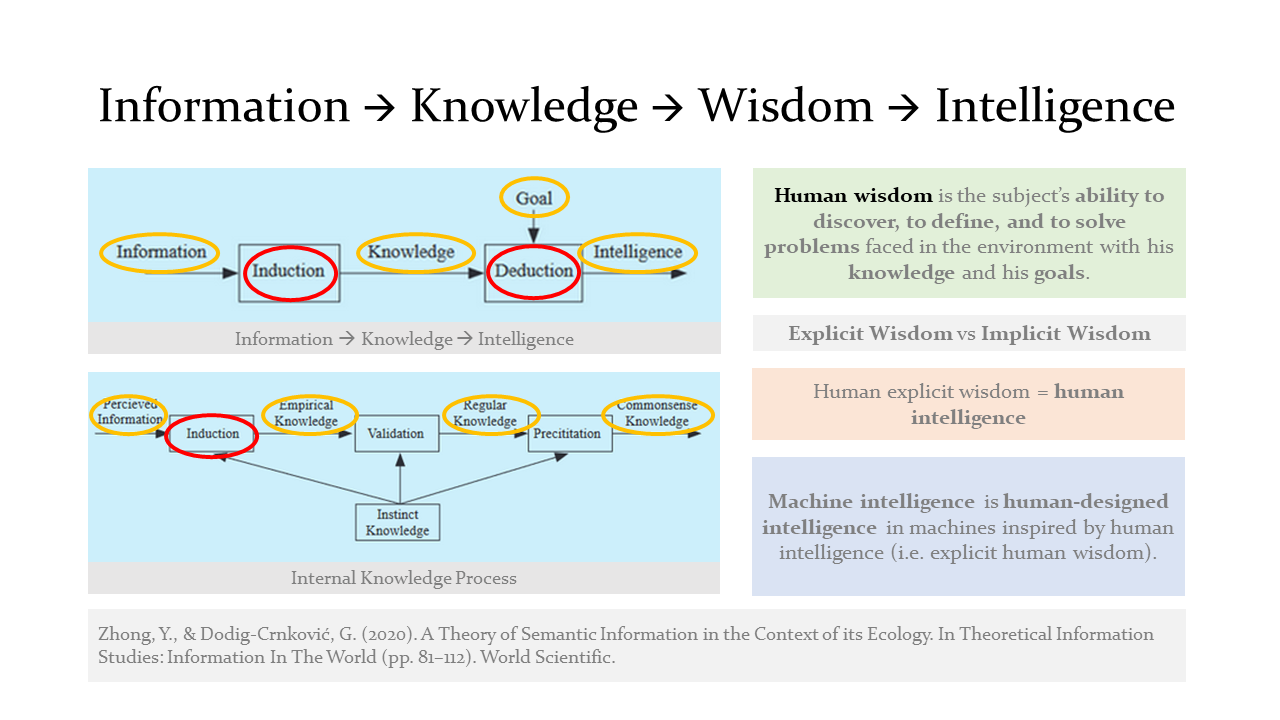 Information → Knowledge → Wisdom → Intelligence
Goal
Information
Knowledge
Intelligence
Induction
Deduction
Information → Knowledge → Intelligence
Percieved
Information
Empirical
Knowledge
Regular
Knowledge
Commonsense
Knowledge
Induction
Validation
Precititation
Instinct
Knowledge
Internal Knowledge Process
Human wisdom is the subject’s ability to
discover, to define, and to solve
problems faced in the environment with his
knowledge and his goals.
Explicit Wisdom vs Implicit Wisdom
Human explicit wisdom = human
intelligence
Machine intelligence is human-designed
intelligence in machines inspired by human
intelligence (i.e. explicit human wisdom).
Zhong, Y., & Dodig-Crnković, G. (2020). A Theory of Semantic Information in the Context of its Ecology. In Theoretical Information
Studies: Information In The World (pp. 81–112). World Scientific.